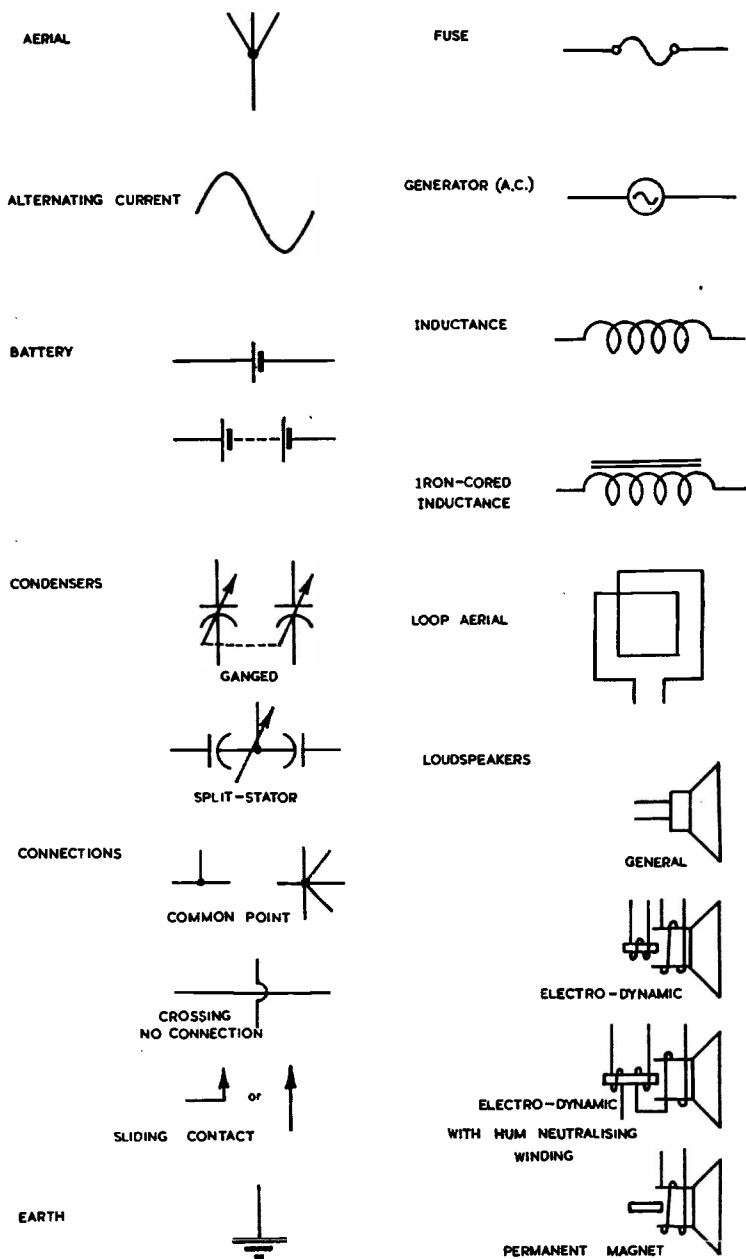 AERIAL
ALTERNATING CURRENT
BATTERY
CONDENSERS
GANGED
SPLIT-STATOR
CONNECTIONS
COMMON POINT
CROSSING
NO CONNECTION
or
SLIDING CONTACT
EARTH
FUSE
GENERATOR (A.C.)
INDUCTANCE
IRON-CORED
INDUCTANCE
LOOP AERIAL
LOUDSPEAKERS
GENERAL
ELECTRO-DYNAMIC
ELECTRO-DYNAMIC
WITH HUM NEUTRALISING
WINDING
PERMANENT MAGNET